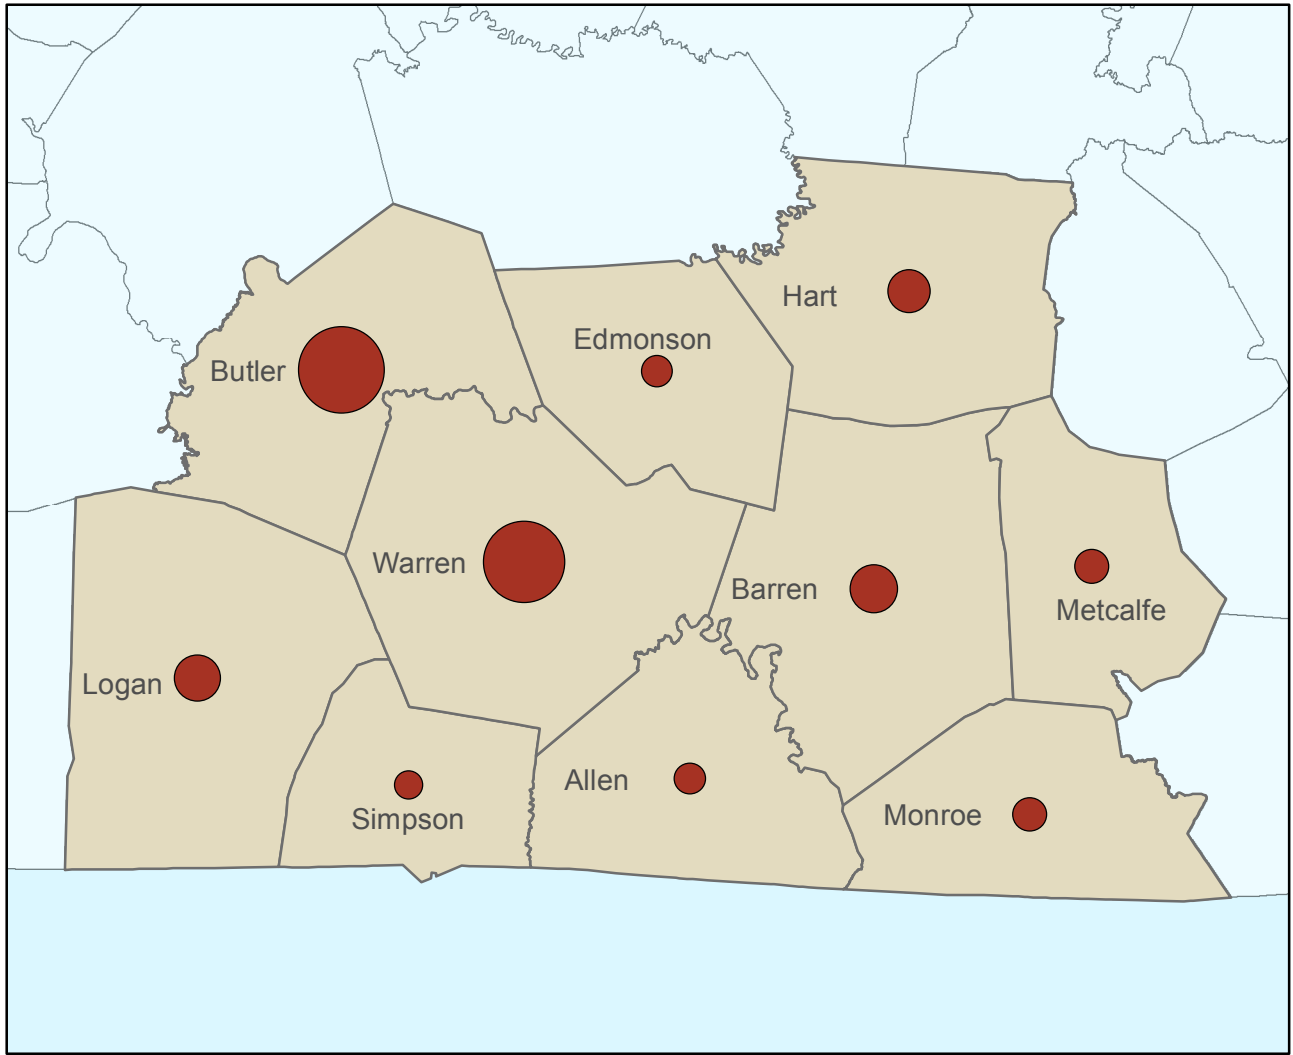 Hart
Edmonson
Butler
Warren
Barren
Metcalfe
Logan
Allen
Simpson
Monroe